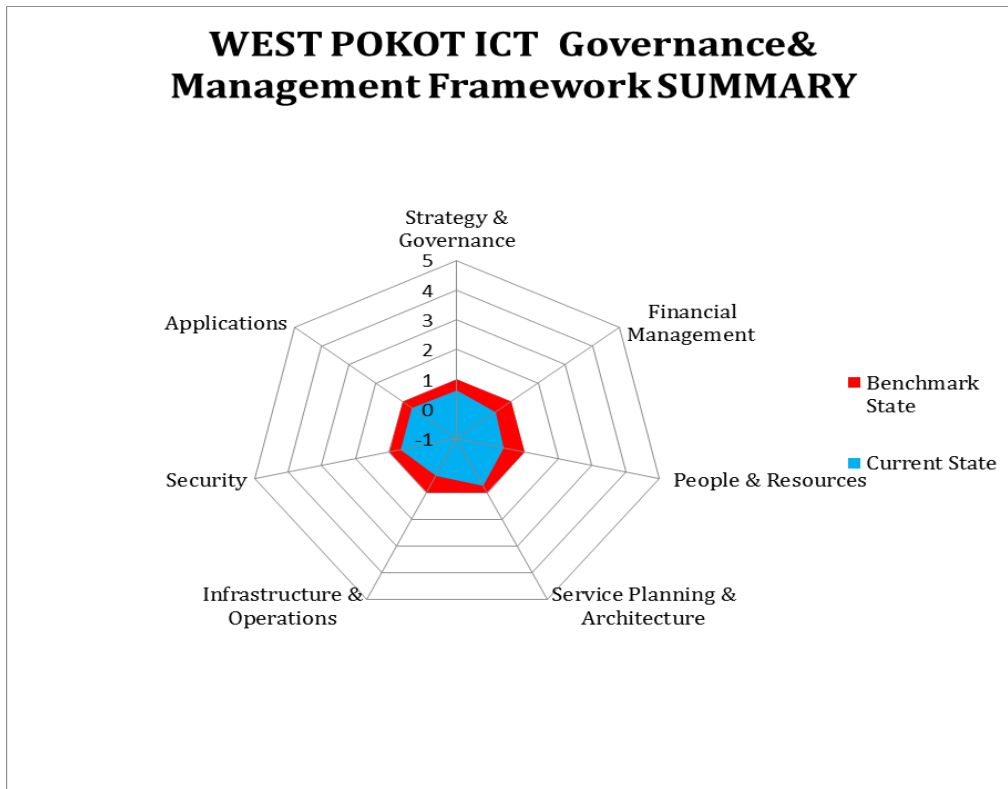 WEST POKOT ICT Governance&
Management Framework SUMMARY
Strategy &
Governance
5
4
3
2
1
0
-1
Financial
Management
People & Resources
Service Planning &
Architecture
Infrastructure &
Operations
Security
Applications
Benchmark
State
Current State